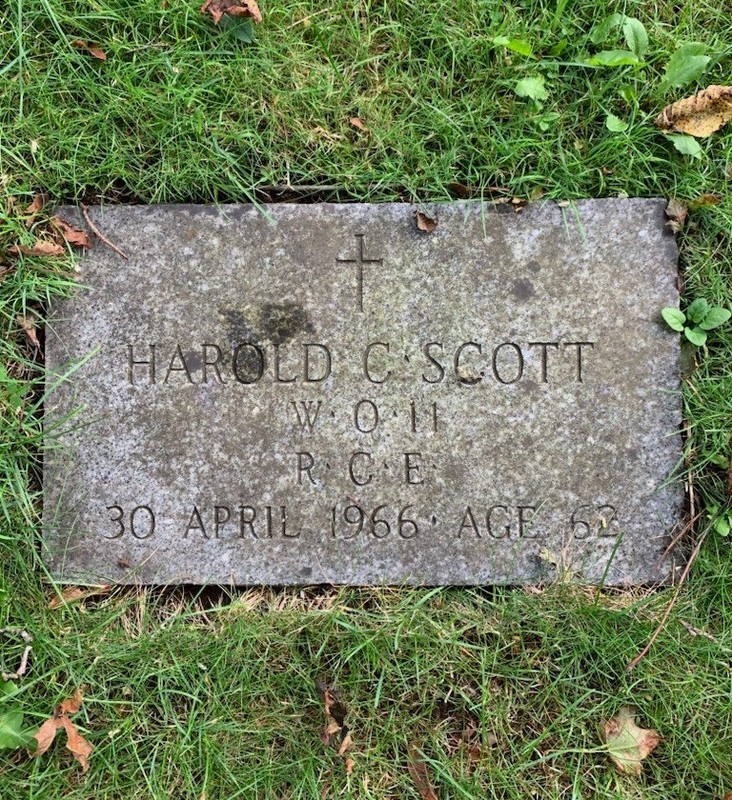 HAROLD C·SCOTT
W·O·II
R·C·E·
30 APRIL 1966· AGE 62